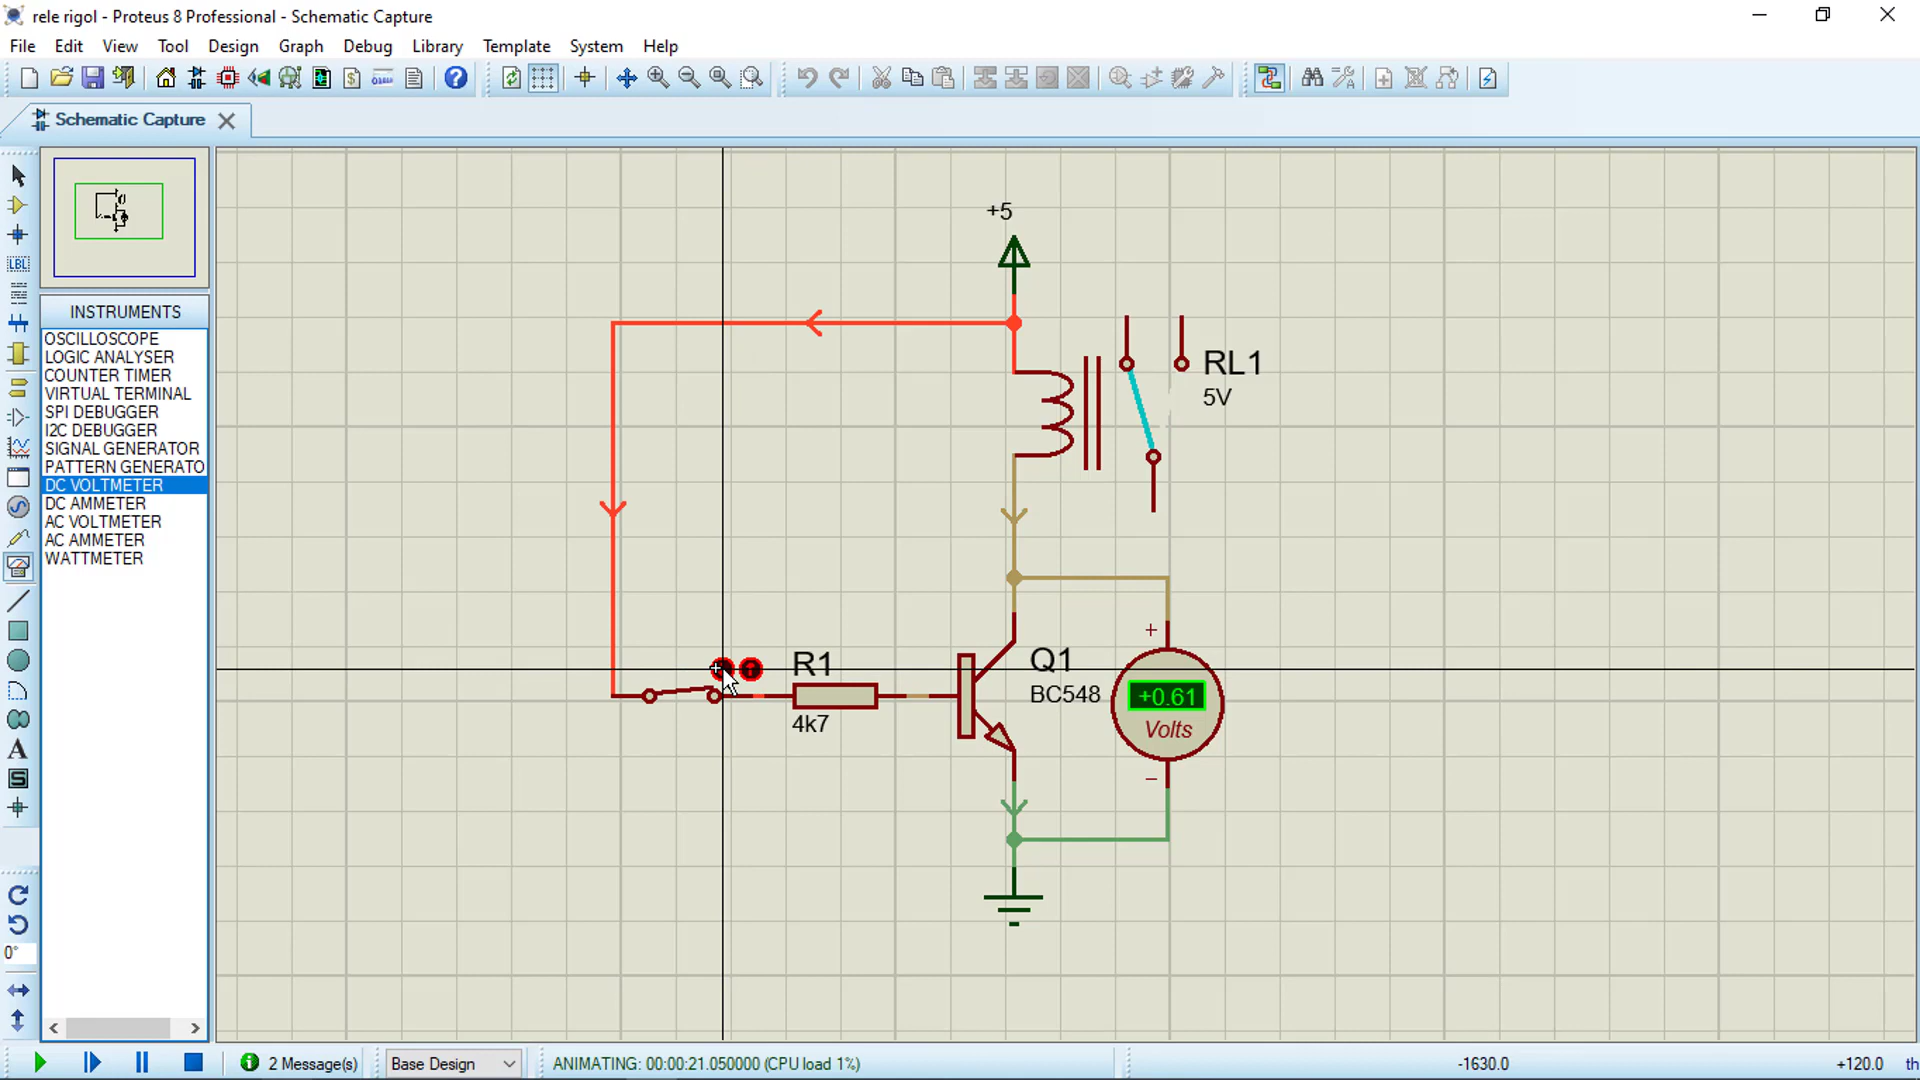 rele rigol - Proteus 8 Professional - Schematic Capture
File Edit View Tool Design Graph Debug Library Template System Help
Schematic Capture
INSTRUMENTS
OSCILLOSCOPE
LOGIC ANALYSER
COUNTER TIMER
VIRTUAL TERMINAL
SPI DEBUGGER
I2C DEBUGGER
SIGNAL GENERATOR
PATTERN GENERATO
DC VOLTMETER
DC AMMETER
AC VOLTMETER
AC AMMETER
WATTMETER
LBL
A
S
0°
+5
RL1
5V
R1
4k7
Q1
BC548
+
+0.61
Volts
−
2 Message(s)
Base Design
ANIMATING: 00:00:21.050000 (CPU load 1%)
-1630.0
+120.0
th